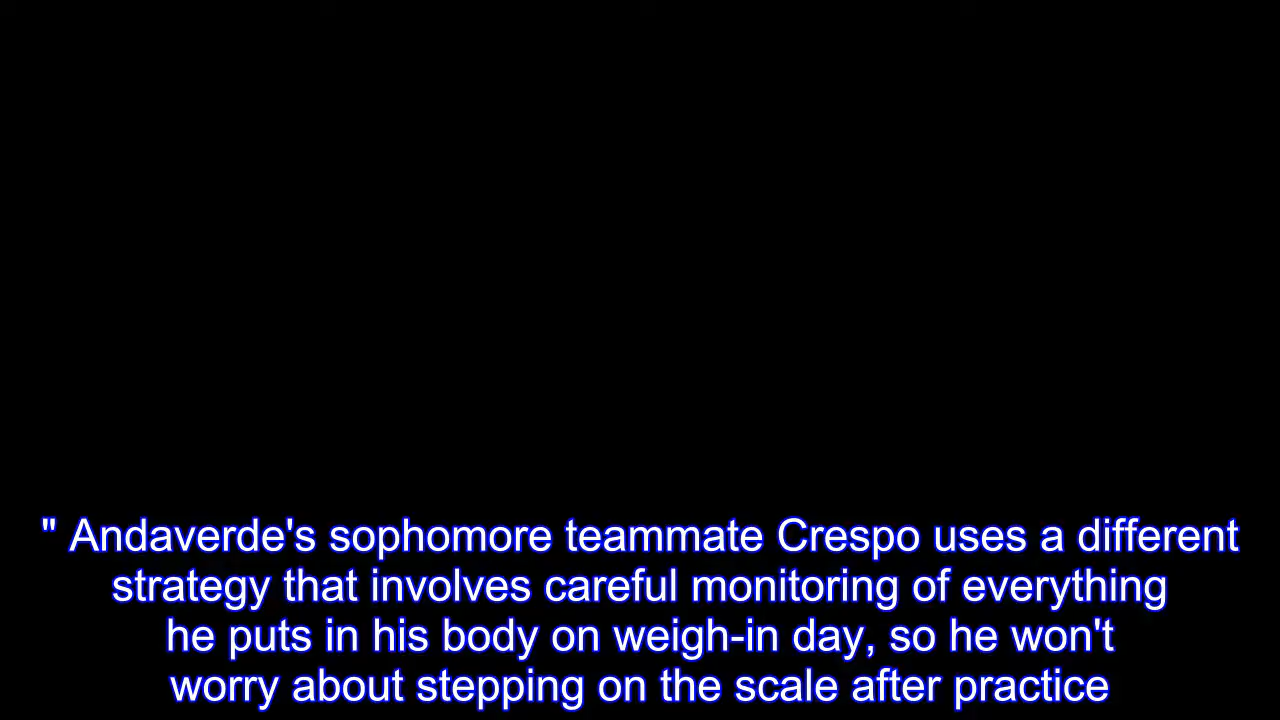 " Andaverde's sophomore teammate Crespo uses a different
strategy that involves careful monitoring of everything
he puts in his body on weigh-in day, so he won't
worry about stepping on the scale after practice